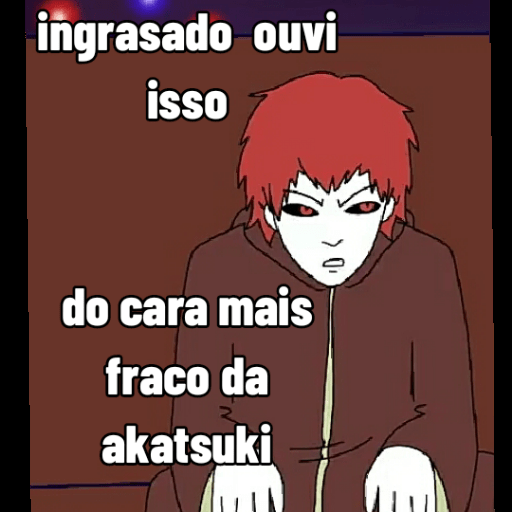 ingrasado ouvi
isso
do cara mais
fraco da
akatsuki